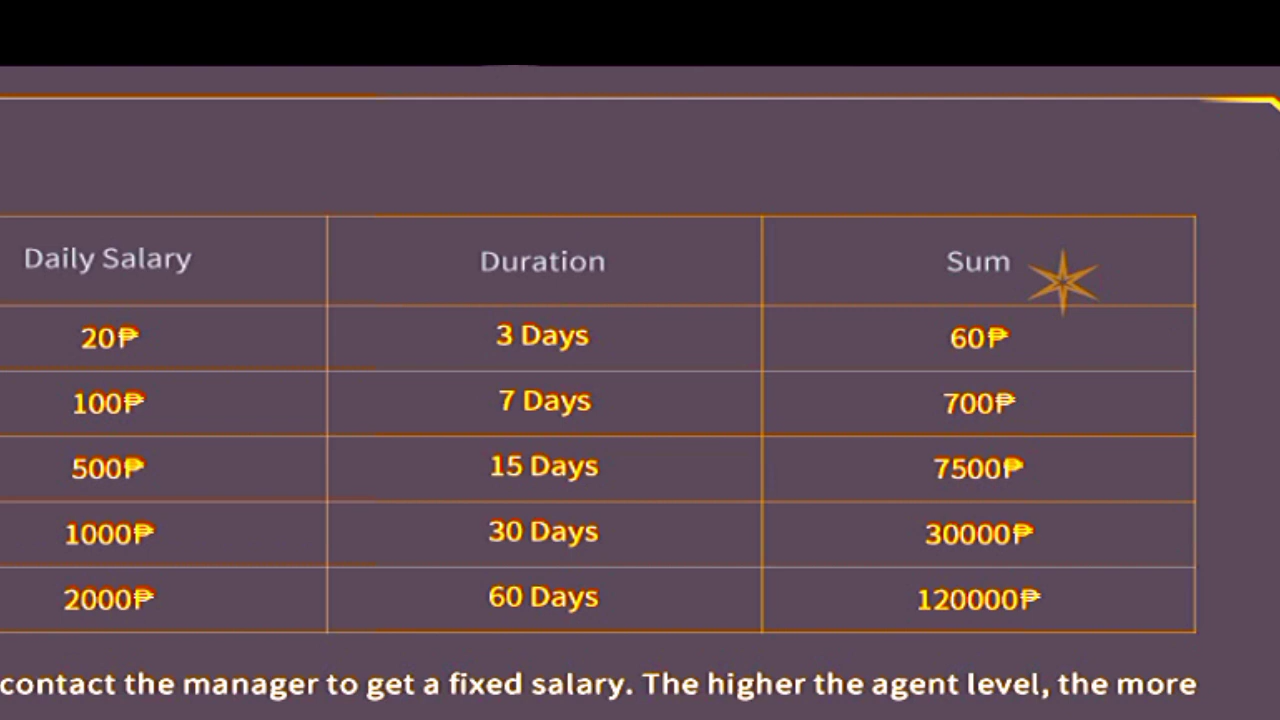 Daily Salary Duration Sum
20₱ 3 Days 60₱
100₱ 7 Days 700₱
500₱ 15 Days 7500₱
1000₱ 30 Days 30000₱
2000₱ 60 Days 120000₱
contact the manager to get a fixed salary. The higher the agent level, the more